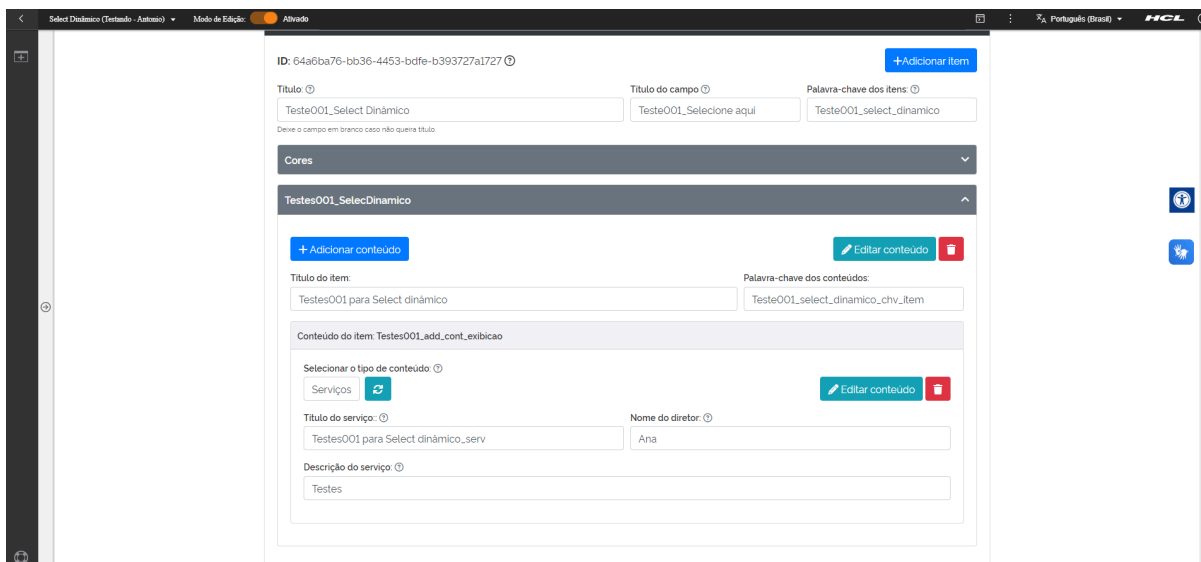 Select Dinâmico (Testando - Antonio) Modo de Edição: Ativado Português (Brasil) HCL
ID: 64a6ba76-bb36-4453-bdfe-b393727a1727 +Adicionar item
Título: Título do campo Palavra-chave dos itens:
Teste001_Select Dinâmico Teste001_Selecione aqui Teste001_select_dinamico
Deixe o campo em branco caso não queira título.
Cores
Testes001_SelecDinamico
+ Adicionar conteúdo Editar conteúdo
Título do item: Palavra-chave dos conteúdos:
Testes001 para Select dinâmico Teste001_select_dinamico_chv_item
Conteúdo do item: Testes001_add_cont_exibicao
Selecionar o tipo de conteúdo:
Serviços Editar conteúdo
Título do serviço:: Nome do diretor:
Testes001 para Select dinâmico_serv Ana
Descrição do serviço:
Testes